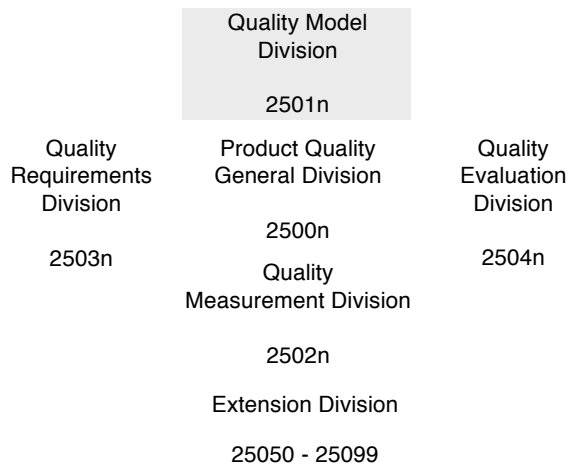 Quality Model
Division
2501n
Quality
Requirements
Division
2503n
Product Quality
General Division
2500n
Quality
Evaluation
Division
2504n
Quality
Measurement Division
2502n
Extension Division
25050 - 25099